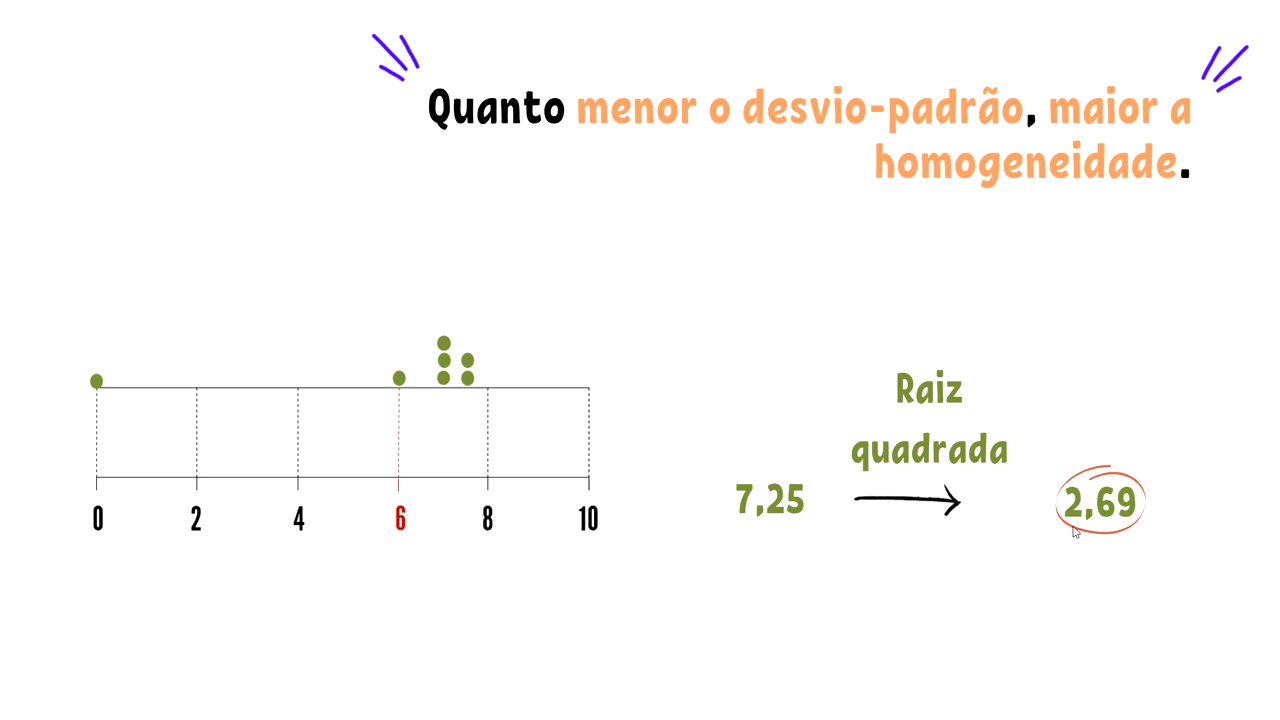 Quanto menor o desvio-padrão, maior a
homogeneidade.
Raiz
quadrada
7,25
2,69
0 2 4 6 8 10